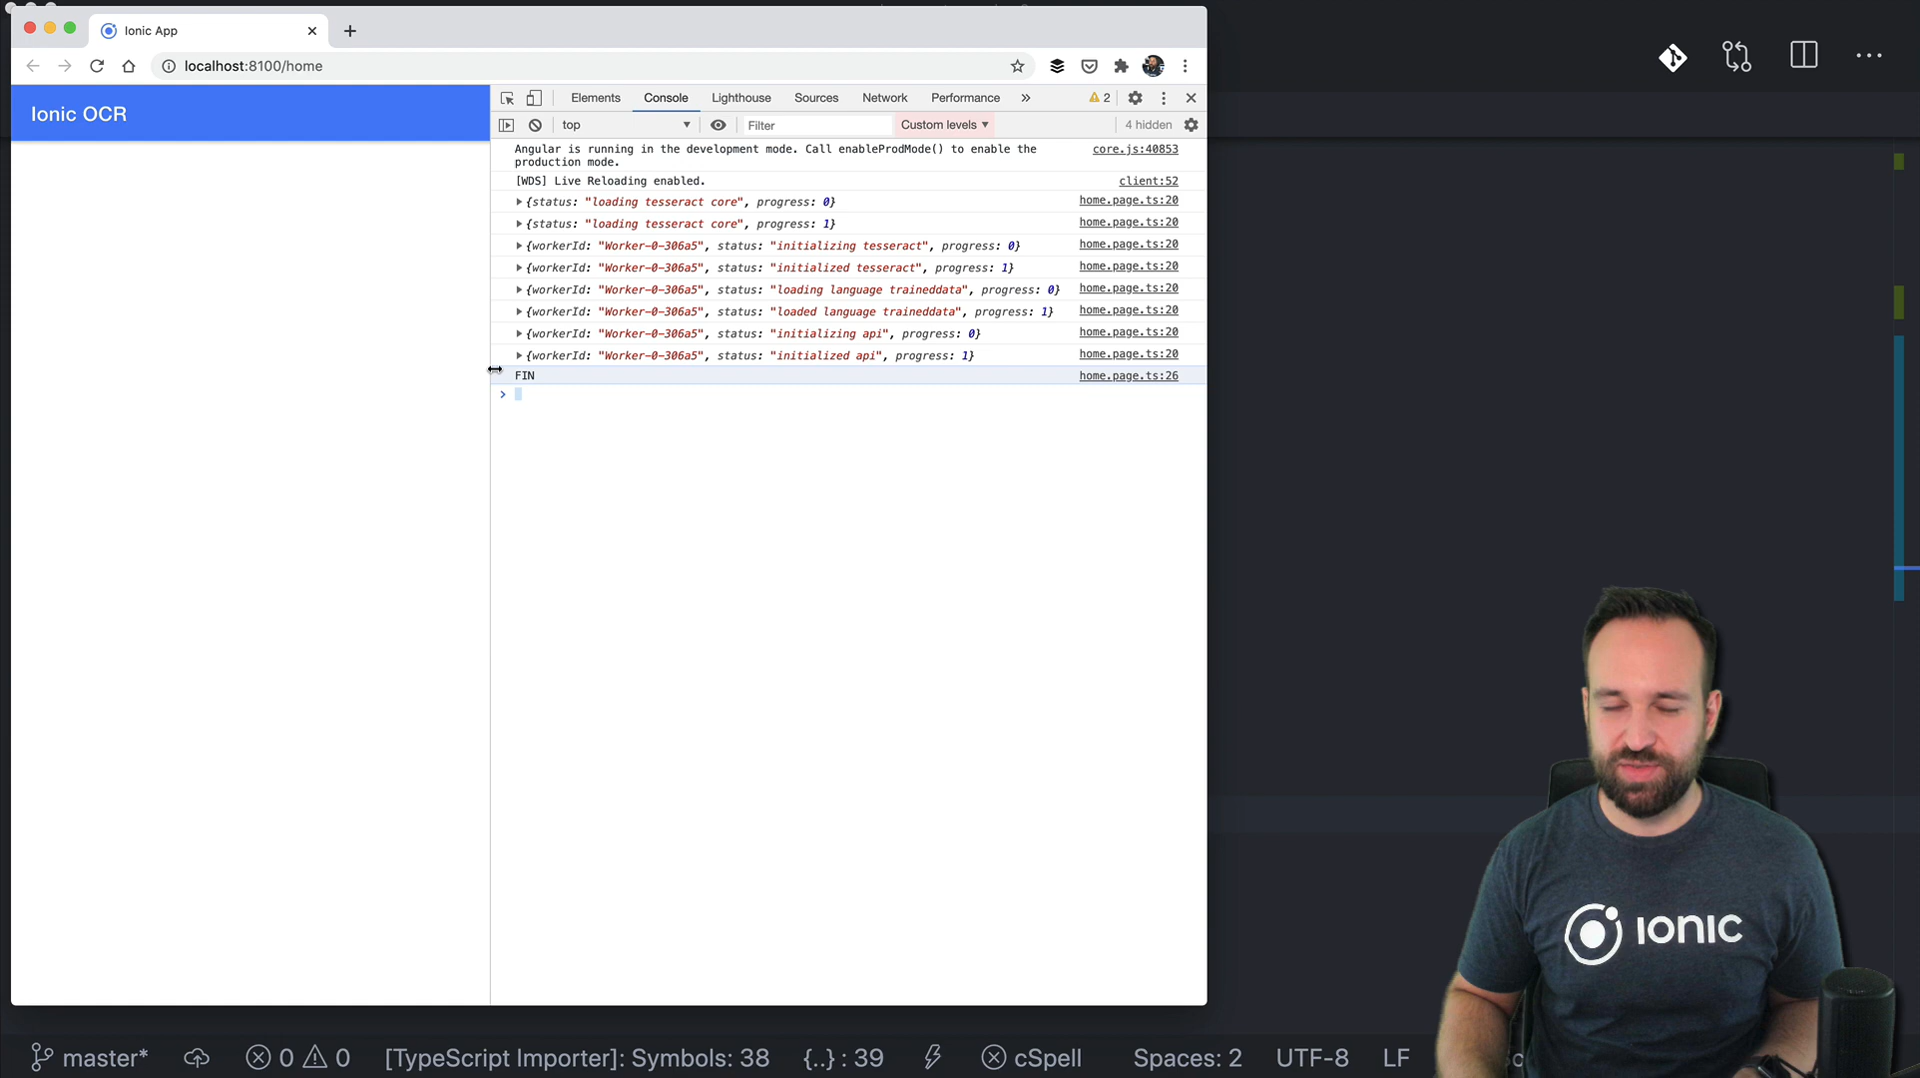 Ionic App
localhost:8100/home
Ionic OCR
Elements Console Lighthouse Sources Network Performance » 2
top Filter Custom levels 4 hidden
Angular is running in the development mode. Call enableProdMode() to enable the core.js:40853
production mode.
[WDS] Live Reloading enabled. client:52
{status: "loading tesseract core", progress: 0} home.page.ts:20
{status: "loading tesseract core", progress: 1} home.page.ts:20
{workerId: "Worker-0-306a5", status: "initializing tesseract", progress: 0} home.page.ts:20
{workerId: "Worker-0-306a5", status: "initialized tesseract", progress: 1} home.page.ts:20
{workerId: "Worker-0-306a5", status: "loading language traineddata", progress: 0} home.page.ts:20
{workerId: "Worker-0-306a5", status: "loaded language traineddata", progress: 1} home.page.ts:20
{workerId: "Worker-0-306a5", status: "initializing api", progress: 0} home.page.ts:20
{workerId: "Worker-0-306a5", status: "initialized api", progress: 1} home.page.ts:20
FIN home.page.ts:26
>
IONIC
master* 0 0 [TypeScript Importer]: Symbols: 38 {..} : 39 cSpell Spaces: 2 UTF-8 LF